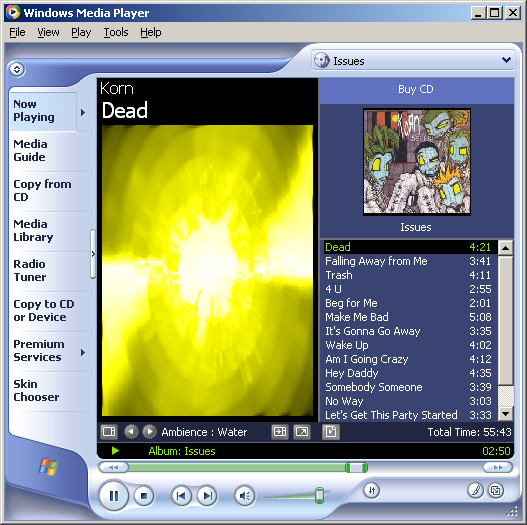 Windows Media Player
File View Play Tools Help
Issues
Now
Playing
Media
Guide
Copy from
CD
Media
Library
Radio
Tuner
Copy to CD
or Device
Premium
Services
Skin
Chooser
Korn
Dead
Buy CD
KoRn
ISSUES
Issues
Dead 4:21
Falling Away from Me 3:41
Trash 4:11
4 U 2:55
Beg for Me 2:01
Make Me Bad 5:08
It's Gonna Go Away 3:35
Wake Up 4:02
Am I Going Crazy 4:12
Hey Daddy 4:35
Somebody Someone 3:39
No Way 3:03
Let's Get This Party Started 3:33
Ambience : Water
Total Time: 55:43
Album: Issues
02:50